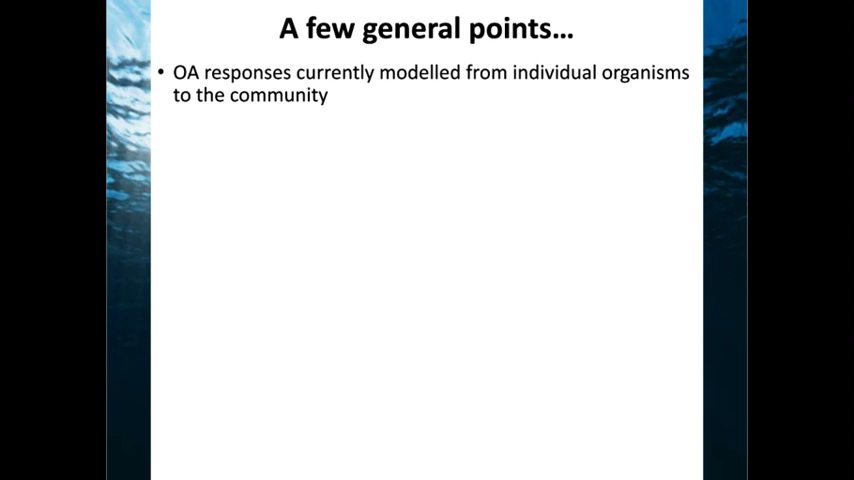 A few general points…
• OA responses currently modelled from individual organisms
to the community